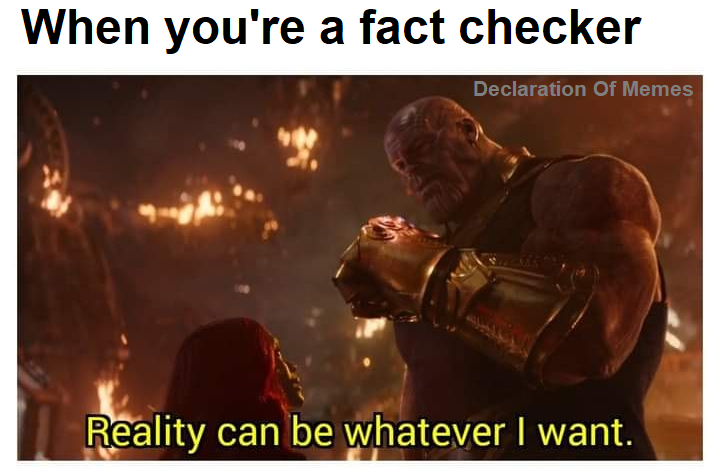 When you're a fact checker
Declaration Of Memes
Reality can be whatever I want.